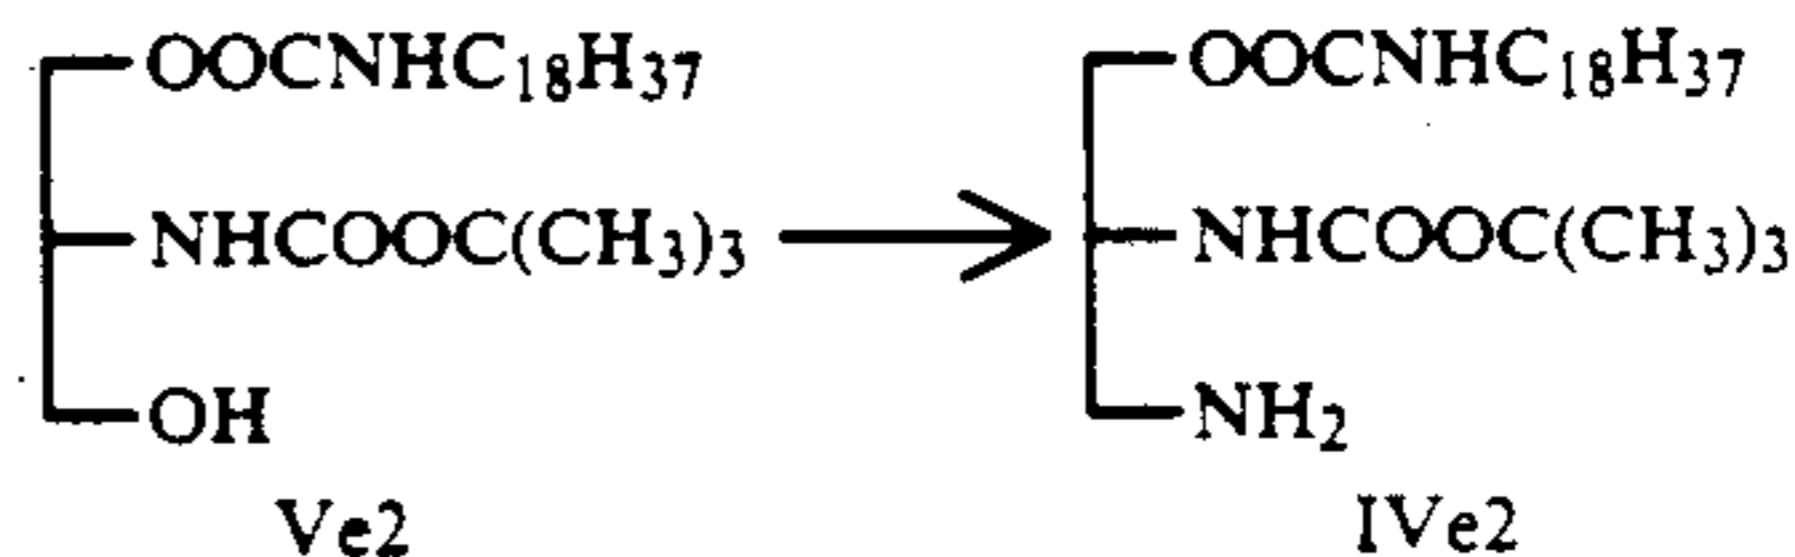 OOCNHC₁₈H₃₇
NHCOOC(CH₃)₃
OH
Ve2
OOCNHC₁₈H₃₇
NHCOOC(CH₃)₃
NH₂
IVe2